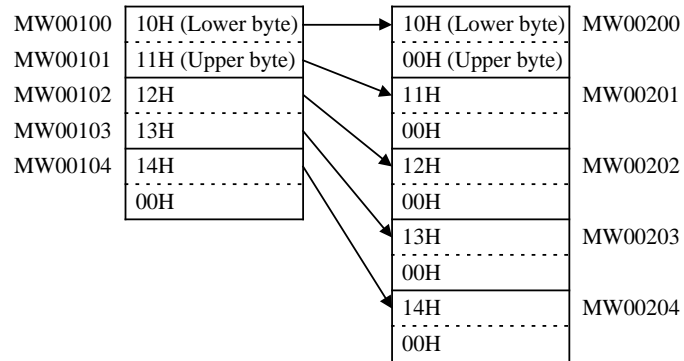 MW00100 10H (Lower byte) 10H (Lower byte) MW00200
MW00101 11H (Upper byte) 00H (Upper byte)
MW00102 12H 11H MW00201
MW00103 13H 00H
MW00104 14H 12H MW00202
00H 00H
13H MW00203
00H
14H MW00204
00H